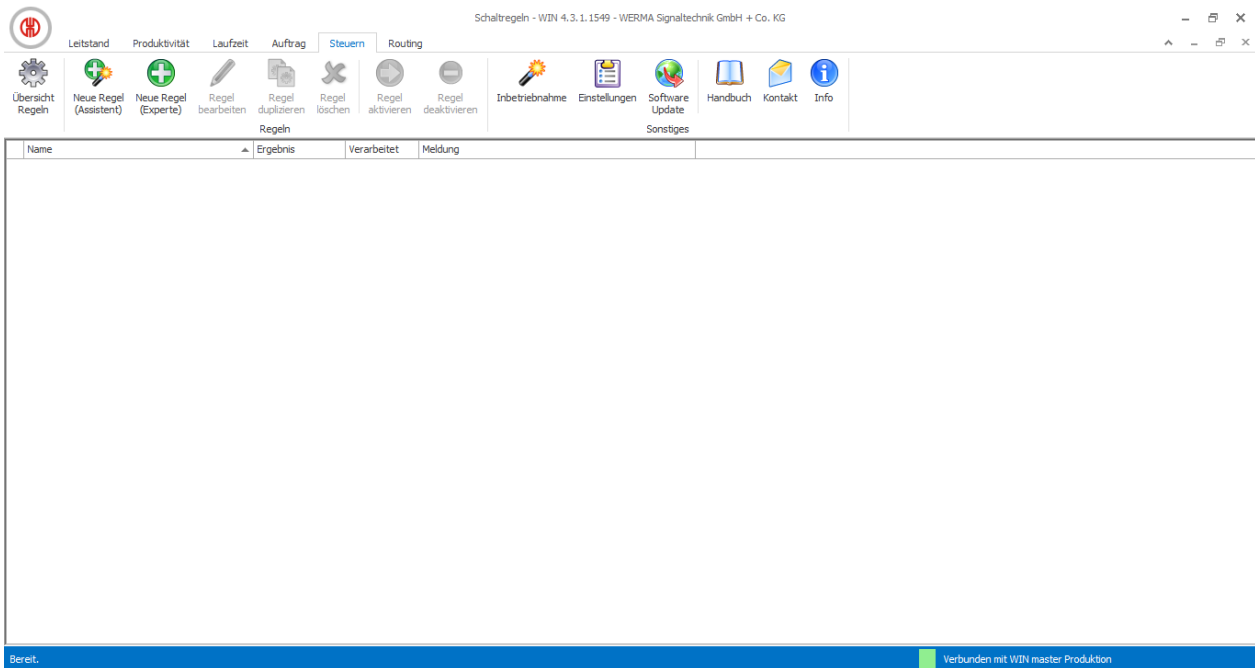 Schaltregeln - WIN 4.3.1.1549 - WERMA Signaltechnik GmbH + Co. KG
Leitstand Produktivität Laufzeit Auftrag Steuern Routing
Übersicht Regeln
Neue Regel (Assistent)
Neue Regel (Experte)
Regel bearbeiten
Regel duplizieren
Regel löschen
Regel aktivieren
Regel deaktivieren
Inbetriebnahme
Einstellungen
Software Update
Handbuch
Kontakt
Info
Regeln
Sonstiges
Name Ergebnis Verarbeitet Meldung
Bereit.
Verbunden mit WIN master Produktion